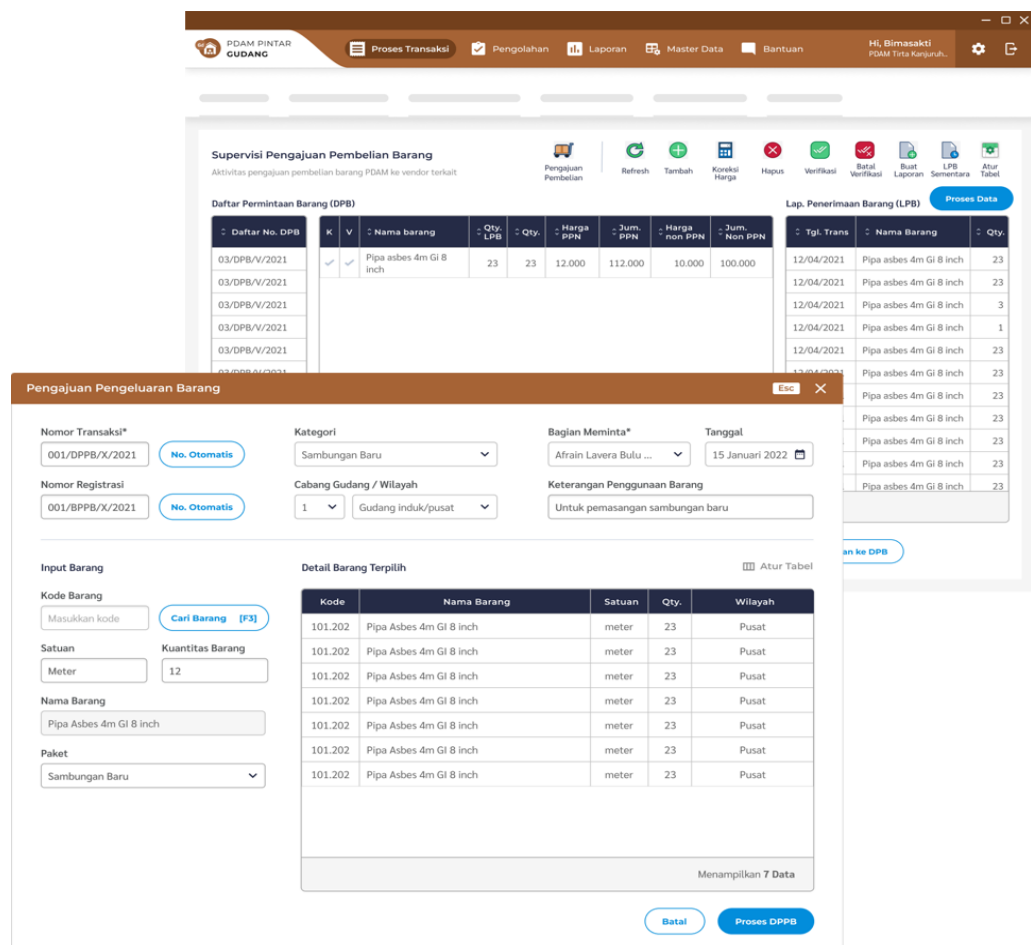 PDAM PINTAR
GUDANG
Proses Transaksi
Pengolahan
Laporan
Master Data
Bantuan
Hi, Bimasakti
PDAM Tirta Kanjuruh..
Supervisi Pengajuan Pembelian Barang
Aktivitas pengajuan pembelian barang PDAM ke vendor terkait
Pengajuan
Pembelian
Refresh
Tambah
Koreksi
Harga
Hapus
Verifikasi
Batal
Verifikasi
Buat
Laporan
LPB
Sementara
Atur
Tabel
Daftar Permintaan Barang (DPB)
Lap. Penerimaan Barang (LPB)
Proses Data
Daftar No. DPB
K V Nama barang Qty. LPB Qty. Harga PPN Jum. PPN Harga non PPN Jum. Non PPN
Tgl. Trans Nama Barang Qty.
03/DPB/V/2021
03/DPB/V/2021
03/DPB/V/2021
03/DPB/V/2021
03/DPB/V/2021
03/DPB/V/2021
Pipa asbes 4m Gi 8
inch
23 23 12.000 112.000 10.000 100.000
12/04/2021 Pipa asbes 4m Gi 8 inch 23
12/04/2021 Pipa asbes 4m Gi 8 inch 23
12/04/2021 Pipa asbes 4m Gi 8 inch 3
12/04/2021 Pipa asbes 4m Gi 8 inch 1
12/04/2021 Pipa asbes 4m Gi 8 inch 23
12/04/2021 Pipa asbes 4m Gi 8 inch 23
Pipa asbes 4m Gi 8 inch 23
Pipa asbes 4m Gi 8 inch 23
Pipa asbes 4m Gi 8 inch 23
Pipa asbes 4m Gi 8 inch 23
Pipa asbes 4m Gi 8 inch 23
an ke DPB
Pengajuan Pengeluaran Barang
Esc
Nomor Transaksi*
001/DPPB/X/2021
No. Otomatis
Kategori
Sambungan Baru
Bagian Meminta*
Afrain Lavera Bulu ...
Tanggal
15 Januari 2022
Nomor Registrasi
001/BPPB/X/2021
No. Otomatis
Cabang Gudang / Wilayah
1
Gudang induk/pusat
Keterangan Penggunaan Barang
Untuk pemasangan sambungan baru
Input Barang
Kode Barang
Masukkan kode
Cari Barang [F3]
Satuan
Meter
Kuantitas Barang
12
Nama Barang
Pipa Asbes 4m GI 8 inch
Paket
Sambungan Baru
Detail Barang Terpilih
Atur Tabel
Kode Nama Barang Satuan Qty. Wilayah
101.202 Pipa Asbes 4m GI 8 inch meter 23 Pusat
101.202 Pipa Asbes 4m GI 8 inch meter 23 Pusat
101.202 Pipa Asbes 4m GI 8 inch meter 23 Pusat
101.202 Pipa Asbes 4m GI 8 inch meter 23 Pusat
101.202 Pipa Asbes 4m GI 8 inch meter 23 Pusat
101.202 Pipa Asbes 4m GI 8 inch meter 23 Pusat
101.202 Pipa Asbes 4m GI 8 inch meter 23 Pusat
Menampilkan 7 Data
Batal
Proses DPPB